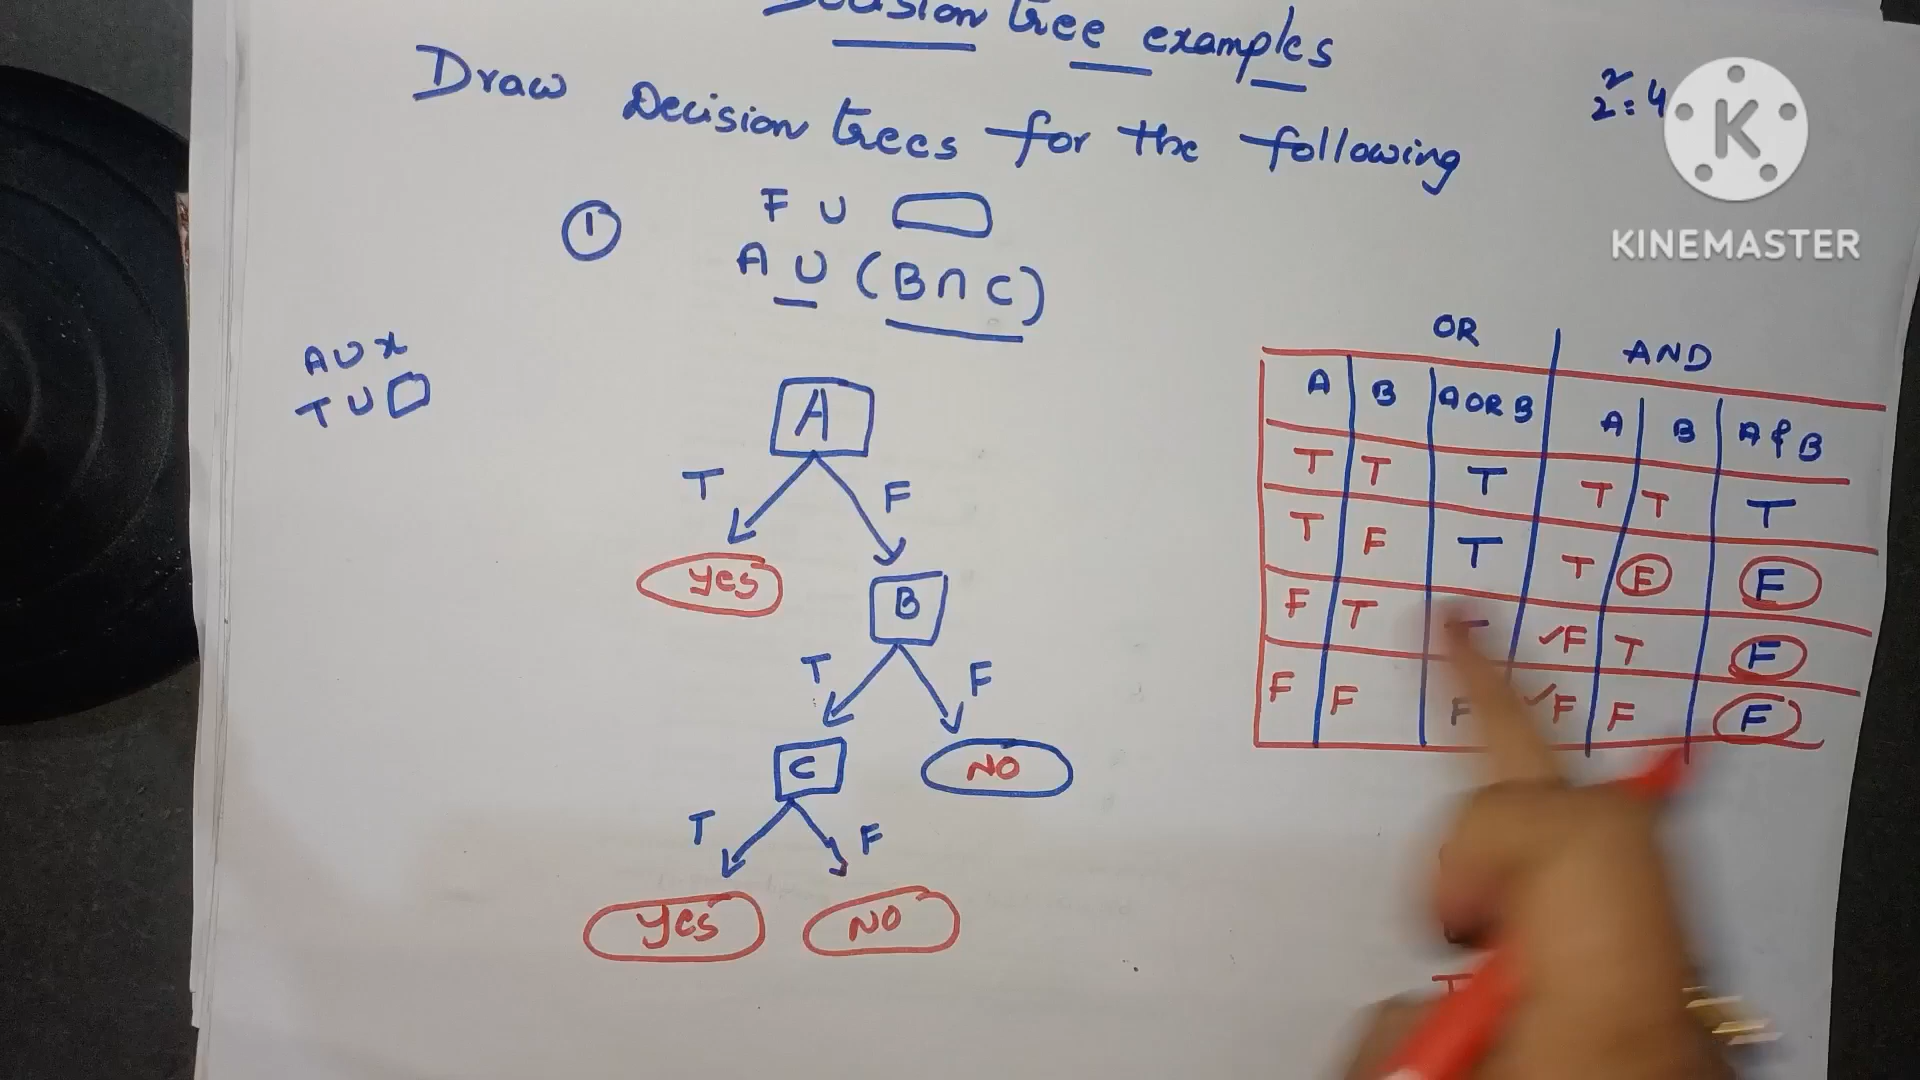 Decision tree examples
Draw Decision trees for the following
2² = 4
KINEMASTER
① F ∪
A ∪ (B ∩ C)
A ∪ x
T ∪
A
T F
Yes
B
T F
C
NO
T F
Yes NO
OR AND
A B A OR B A B A & B
T T T T T T
T F T T F F
F T T ✓F T F
F F F ✓F F F
T